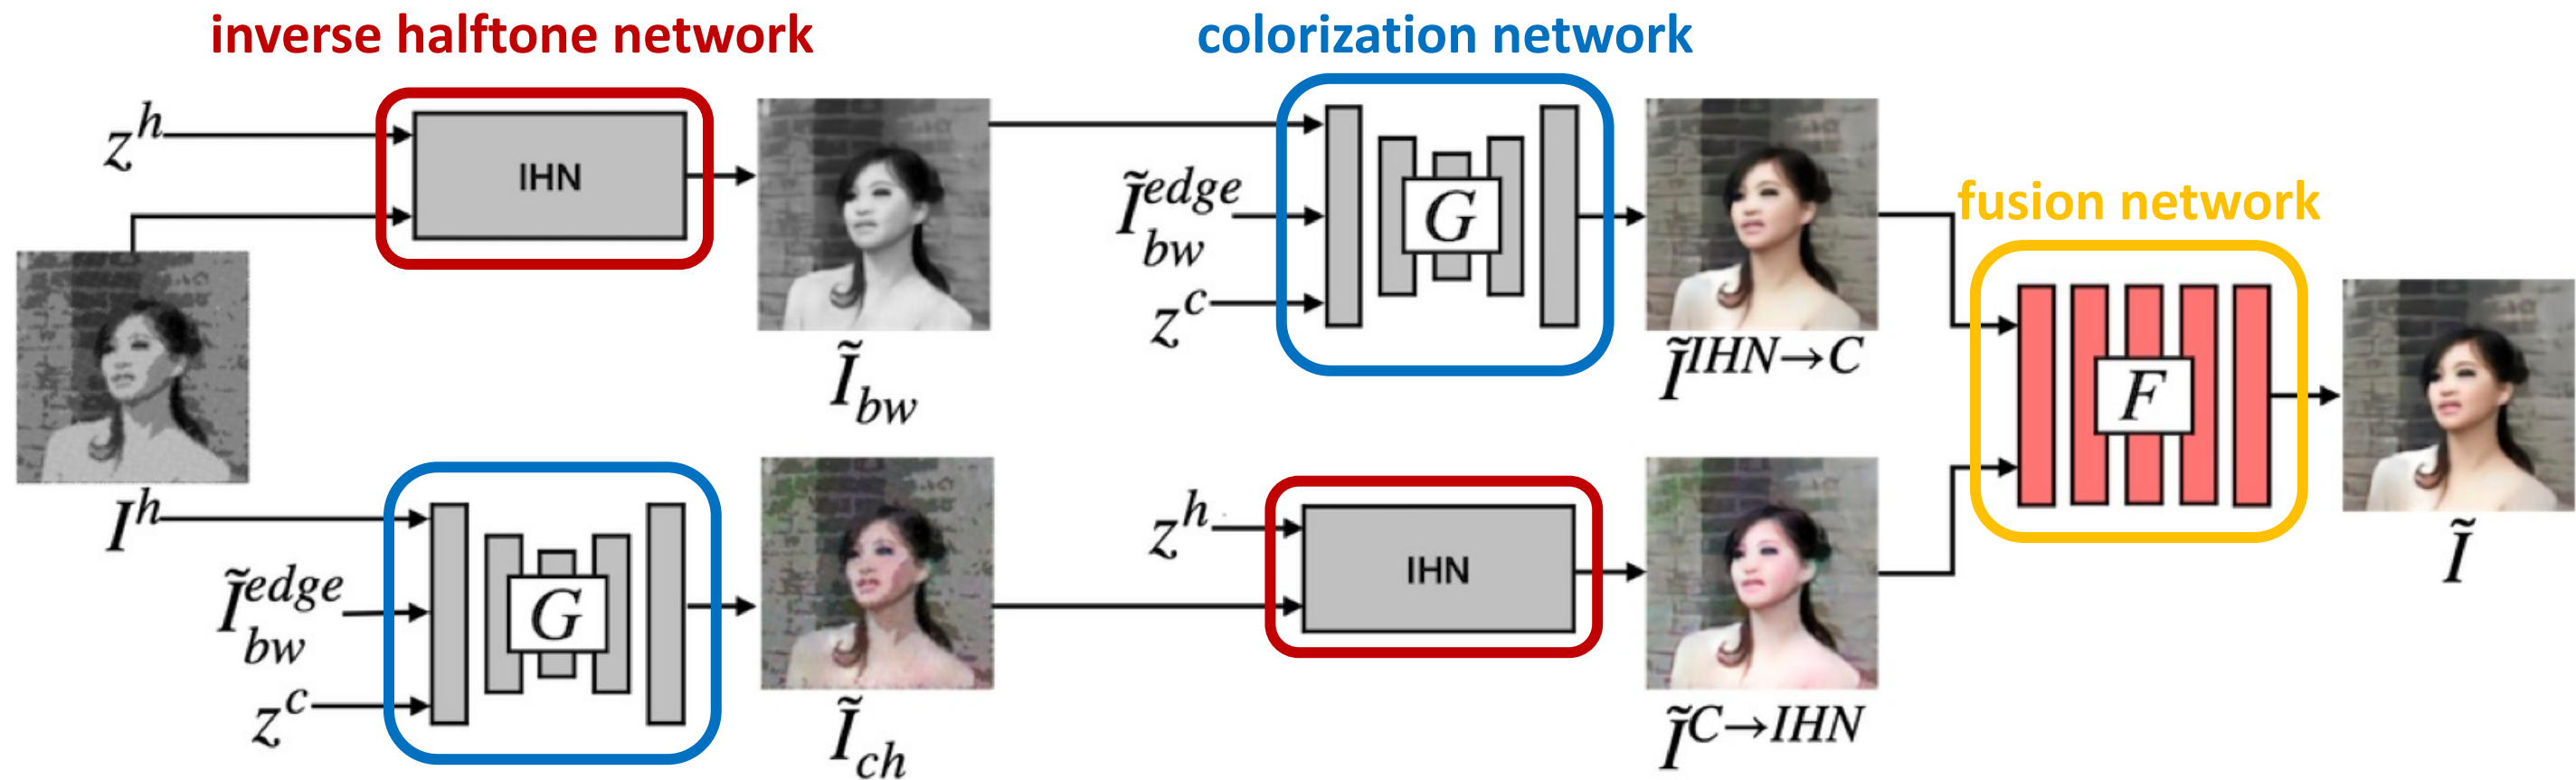 inverse halftone network
colorization network
z^h
IHN
Ĩ_bw
Ĩ_bw^edge
z^c
G
Ĩ^{IHN→C}
fusion network
F
Ĩ
I^h
Ĩ_bw^edge
z^c
G
Ĩ_ch
z^h
IHN
Ĩ^{C→IHN}